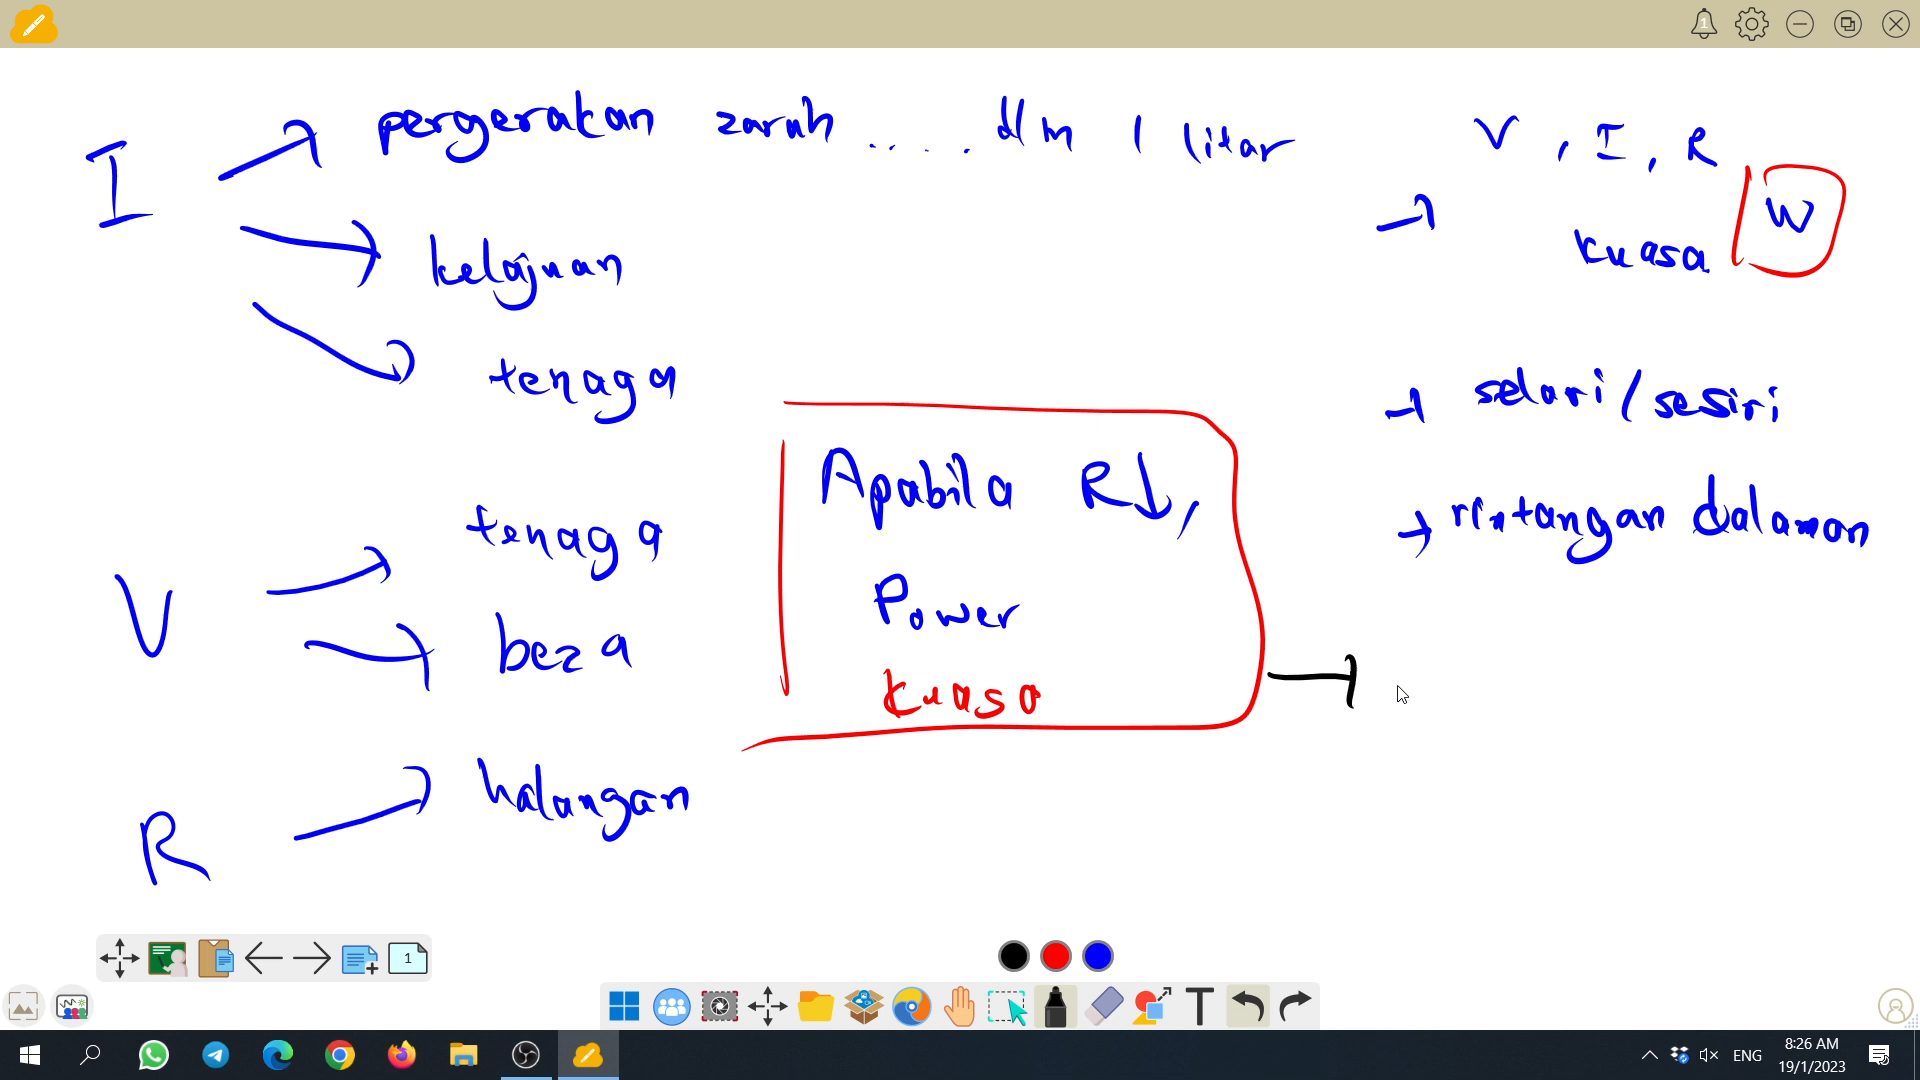 I
pergerakan zarah ..... dlm 1 litar
kelajuan
tenaga
V
tenaga
beza
R
halangan
Apabila R↓,
Power
kuasa
V, I, R
kuasa W
selari/sesiri
rintangan dalaman
1
1
ENG
8:26 AM
19/1/2023